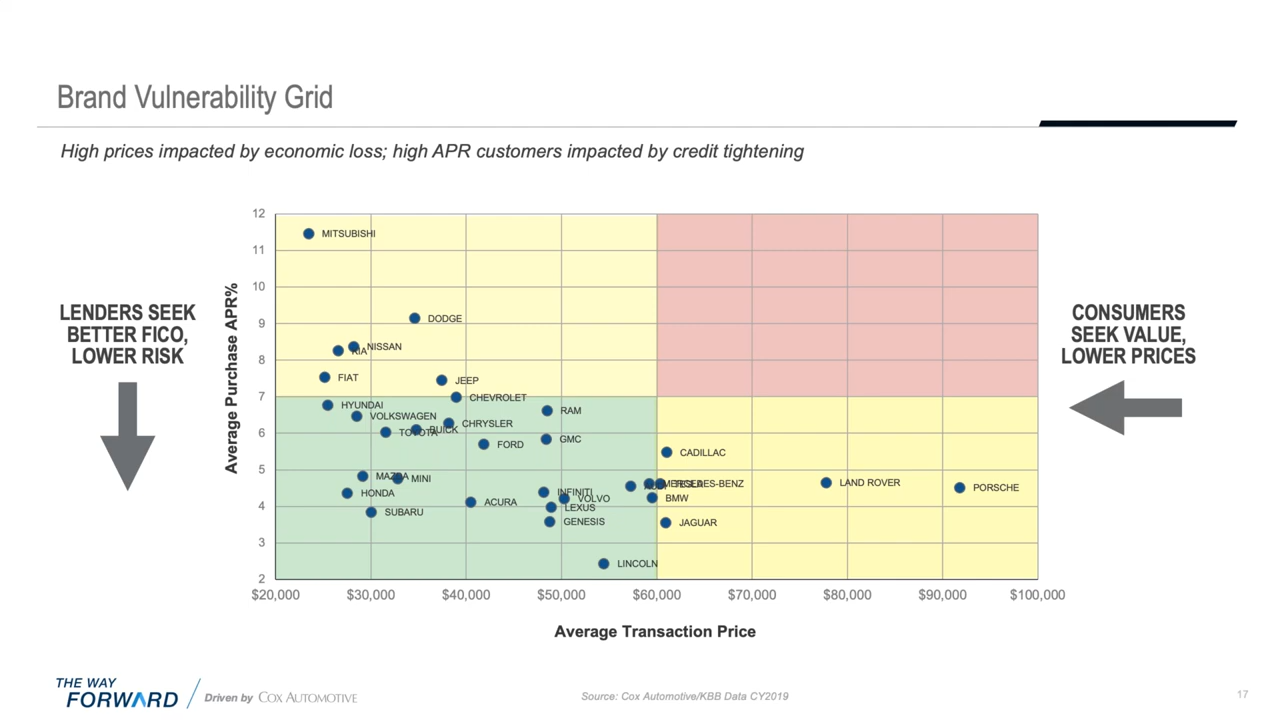 Brand Vulnerability Grid
High prices impacted by economic loss; high APR customers impacted by credit tightening
LENDERS SEEK
BETTER FICO,
LOWER RISK
Average Purchase APR%
12
11
10
9
8
7
6
5
4
3
2
MITSUBISHI
DODGE
NISSAN
KIA
FIAT
JEEP
CHEVROLET
HYUNDAI
VOLKSWAGEN
RAM
CHRYSLER
BUICK
TOYOTA
GMC
FORD
CADILLAC
MAZDA
MINI
MERCEDES-BENZ
TESLA
AUDI
LAND ROVER
PORSCHE
HONDA
INFINITI
VOLVO
BMW
ACURA
LEXUS
SUBARU
GENESIS
JAGUAR
LINCOLN
$20,000
$30,000
$40,000
$50,000
$60,000
$70,000
$80,000
$90,000
$100,000
Average Transaction Price
CONSUMERS
SEEK VALUE,
LOWER PRICES
THE WAY
FORWARD
Driven by COX AUTOMOTIVE
Source: Cox Automotive/KBB Data CY2019
17